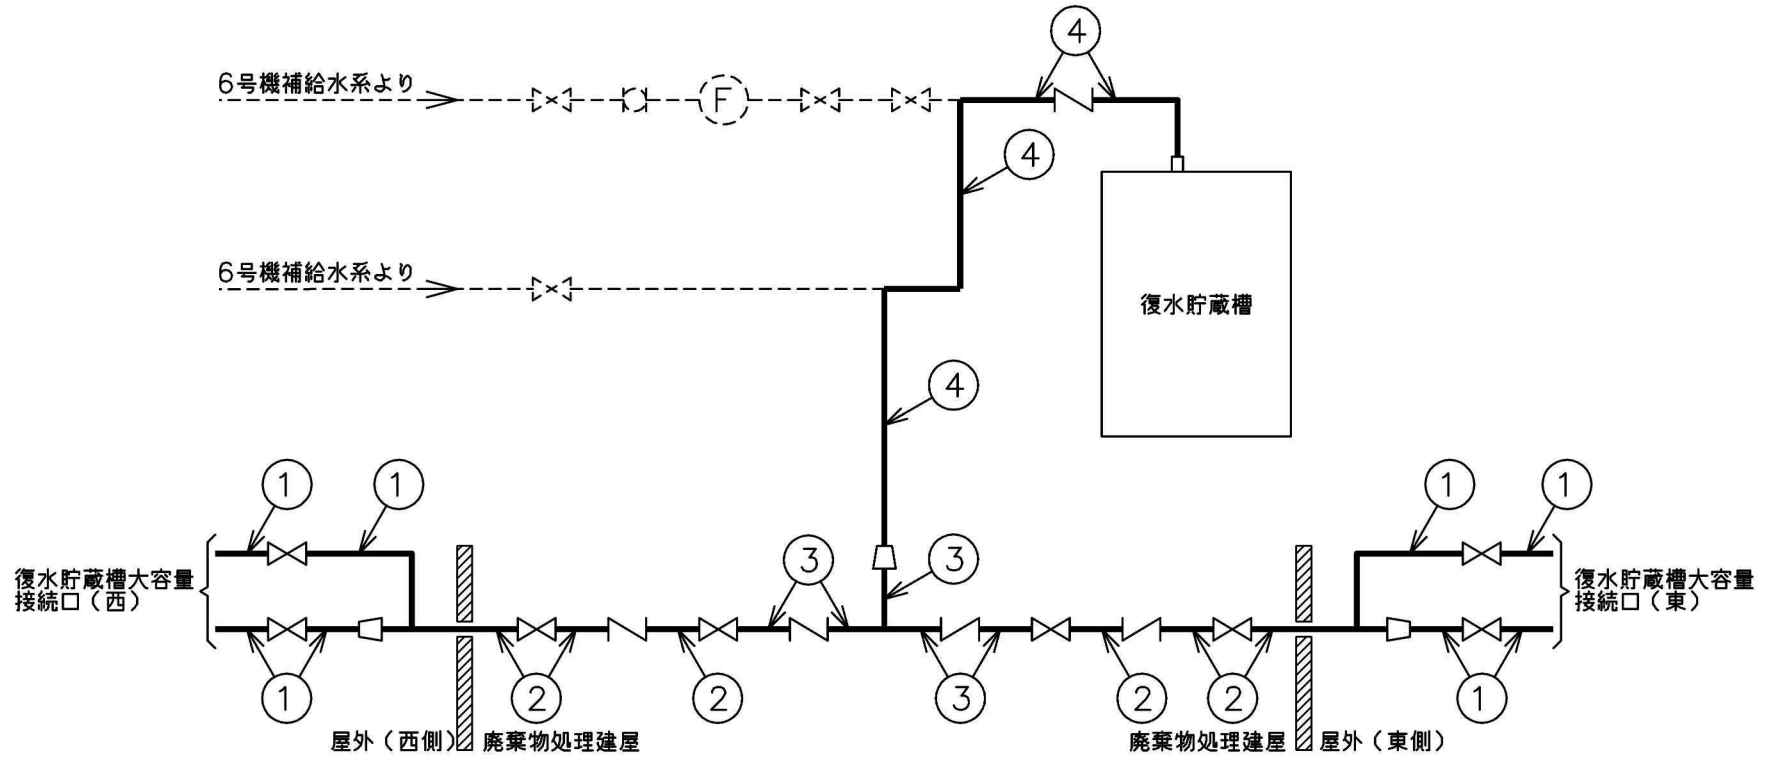 ④
6号機補給水系より
F
④
6号機補給水系より
復水貯蔵槽
④
① ①
① ①
③ ③
復水貯蔵槽大容量
接続口(西)
復水貯蔵槽大容量
接続口(東)
① ② ② ③ ② ② ①
屋外(西側) 廃棄物処理建屋
廃棄物処理建屋 屋外(東側)